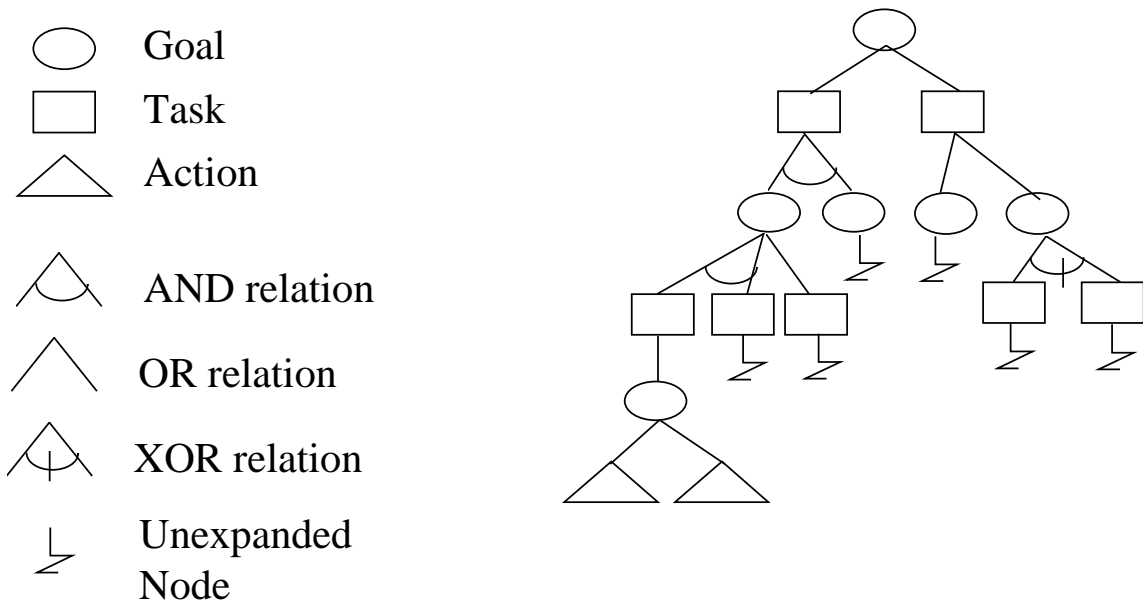 Goal
Task
Action
AND relation
OR relation
XOR relation
Unexpanded
Node